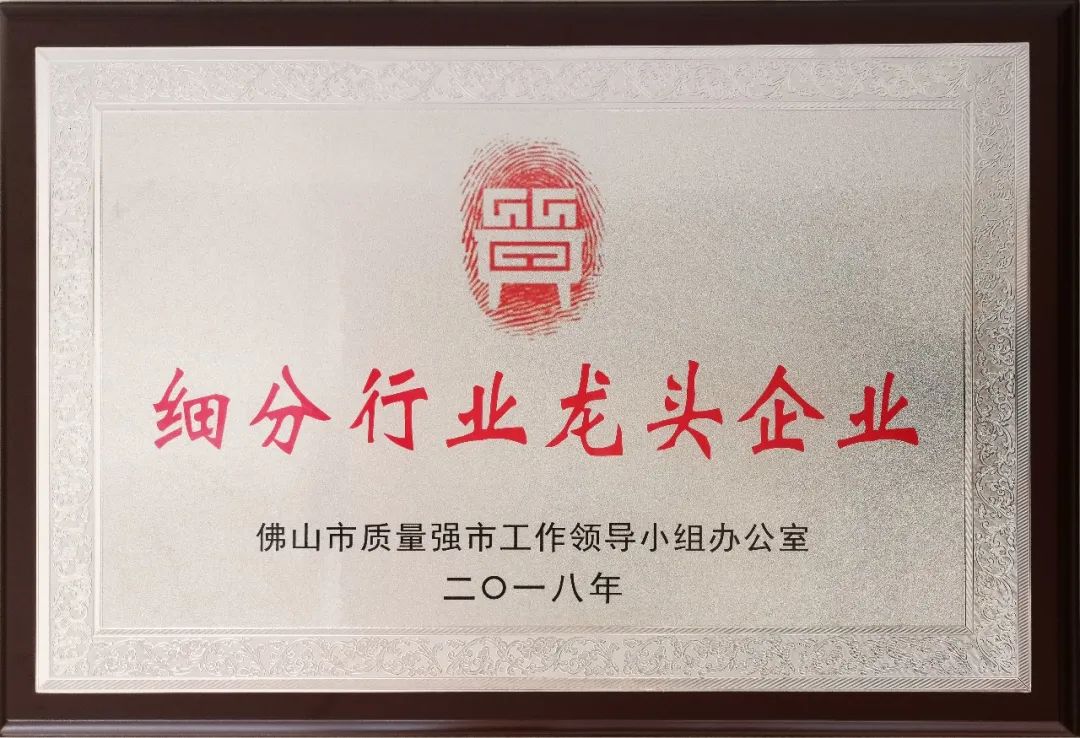 细分行业龙头企业
佛山市质量强市工作领导小组办公室
二〇一八年